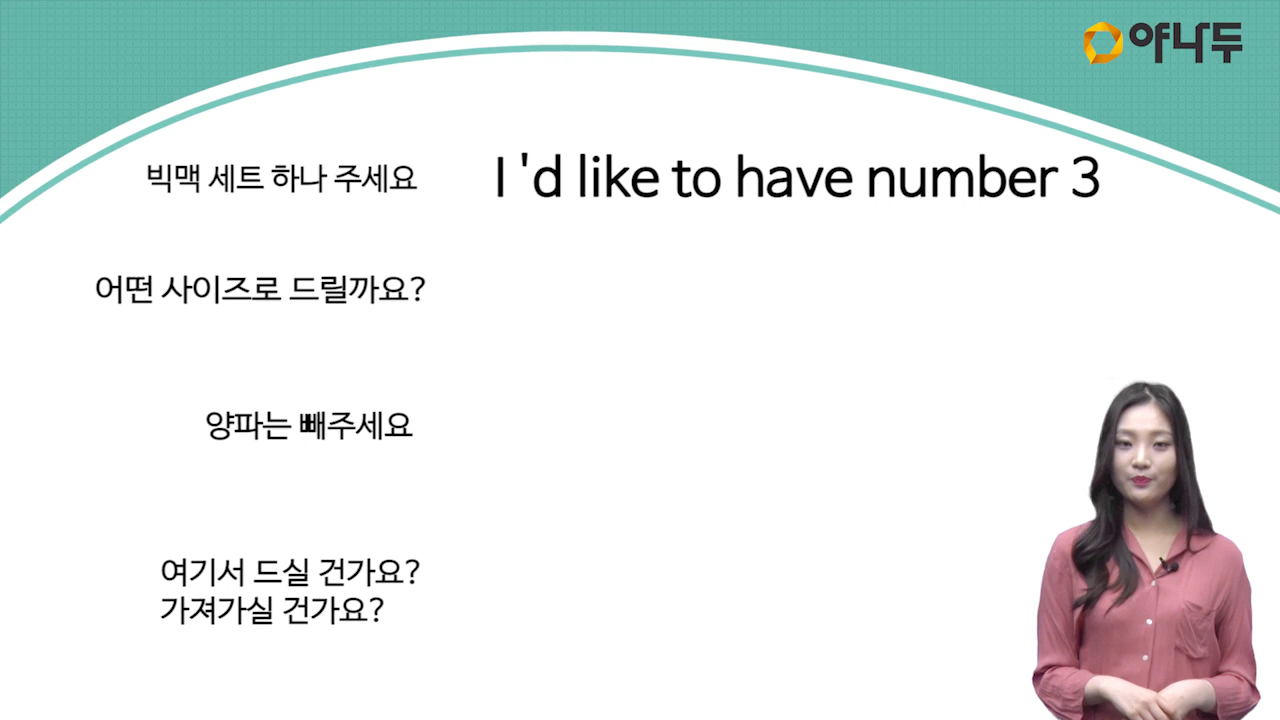 야나두
빅맥 세트 하나 주세요
I 'd like to have number 3
어떤 사이즈로 드릴까요?
양파는 빼주세요
여기서 드실 건가요?
가져가실 건가요?